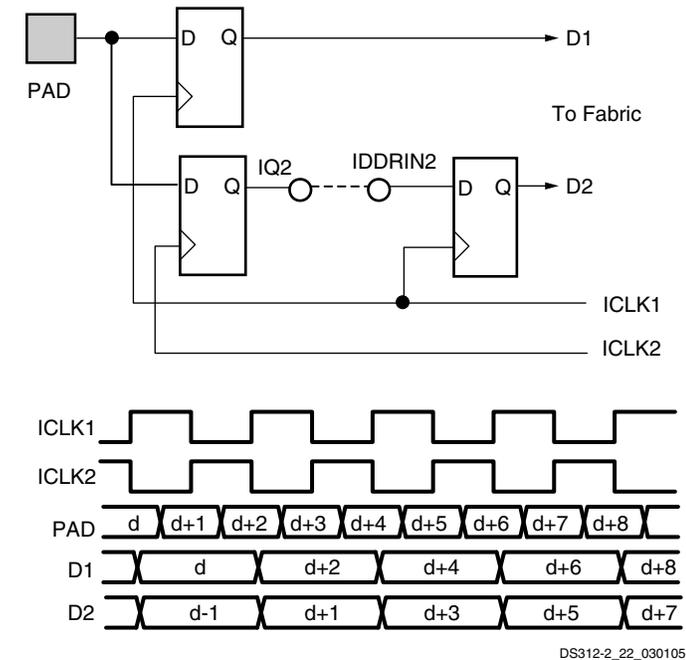 D Q D1
PAD
To Fabric
IQ2 IDDRIN2
D Q D Q D2
ICLK1
ICLK2
ICLK1
ICLK2
PAD d d+1 d+2 d+3 d+4 d+5 d+6 d+7 d+8
D1 d d+2 d+4 d+6 d+8
D2 d-1 d+1 d+3 d+5 d+7
DS312-2_22_030105